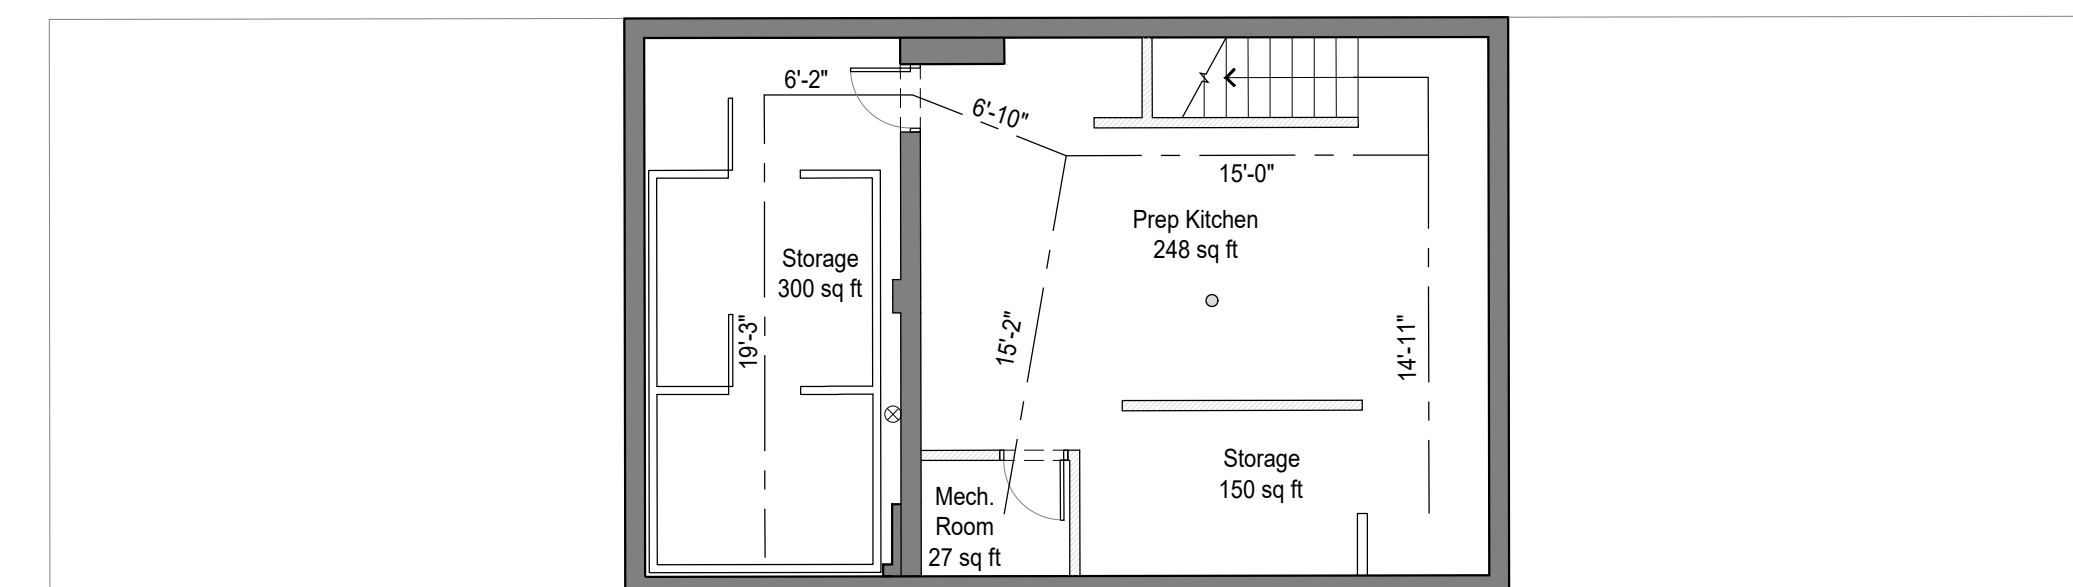 6'-2"
6'-10"
15'-0"
Prep Kitchen
248 sq ft
Storage
300 sq ft
19'-3"
15'-2"
14'-11"
Storage
150 sq ft
Mech.
Room
27 sq ft